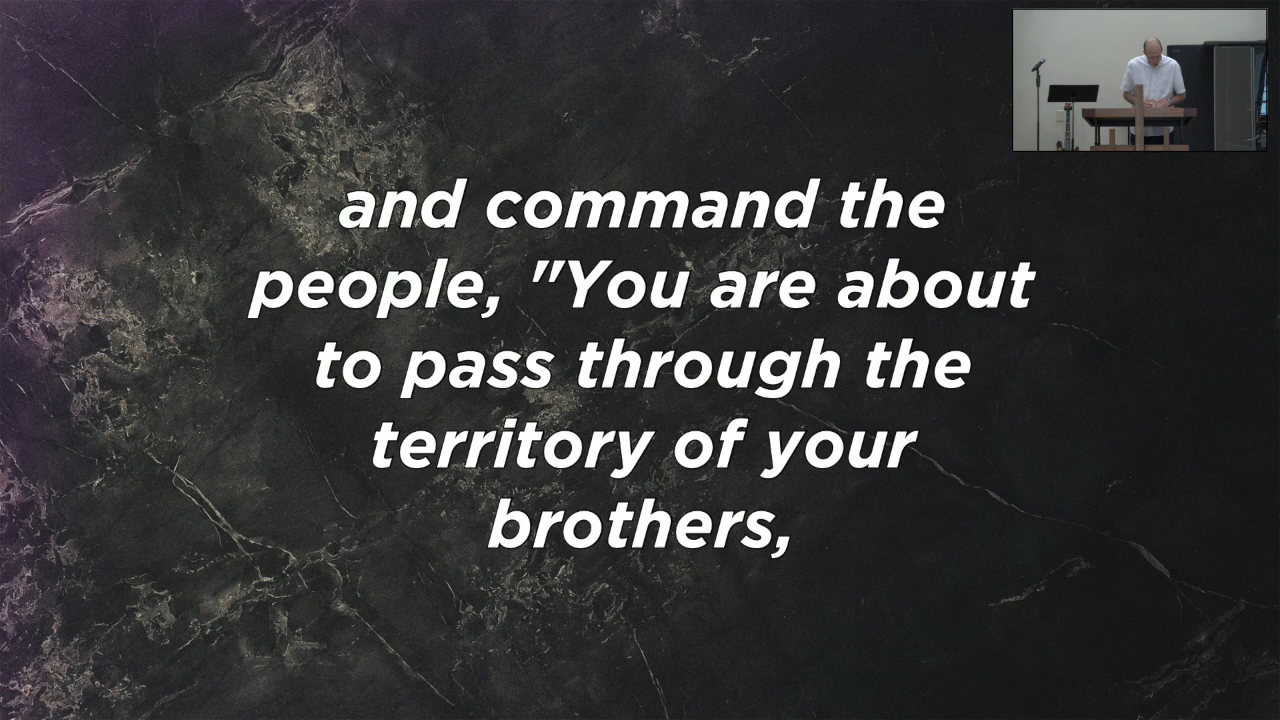 and command the
people, "You are about
to pass through the
territory of your
brothers,